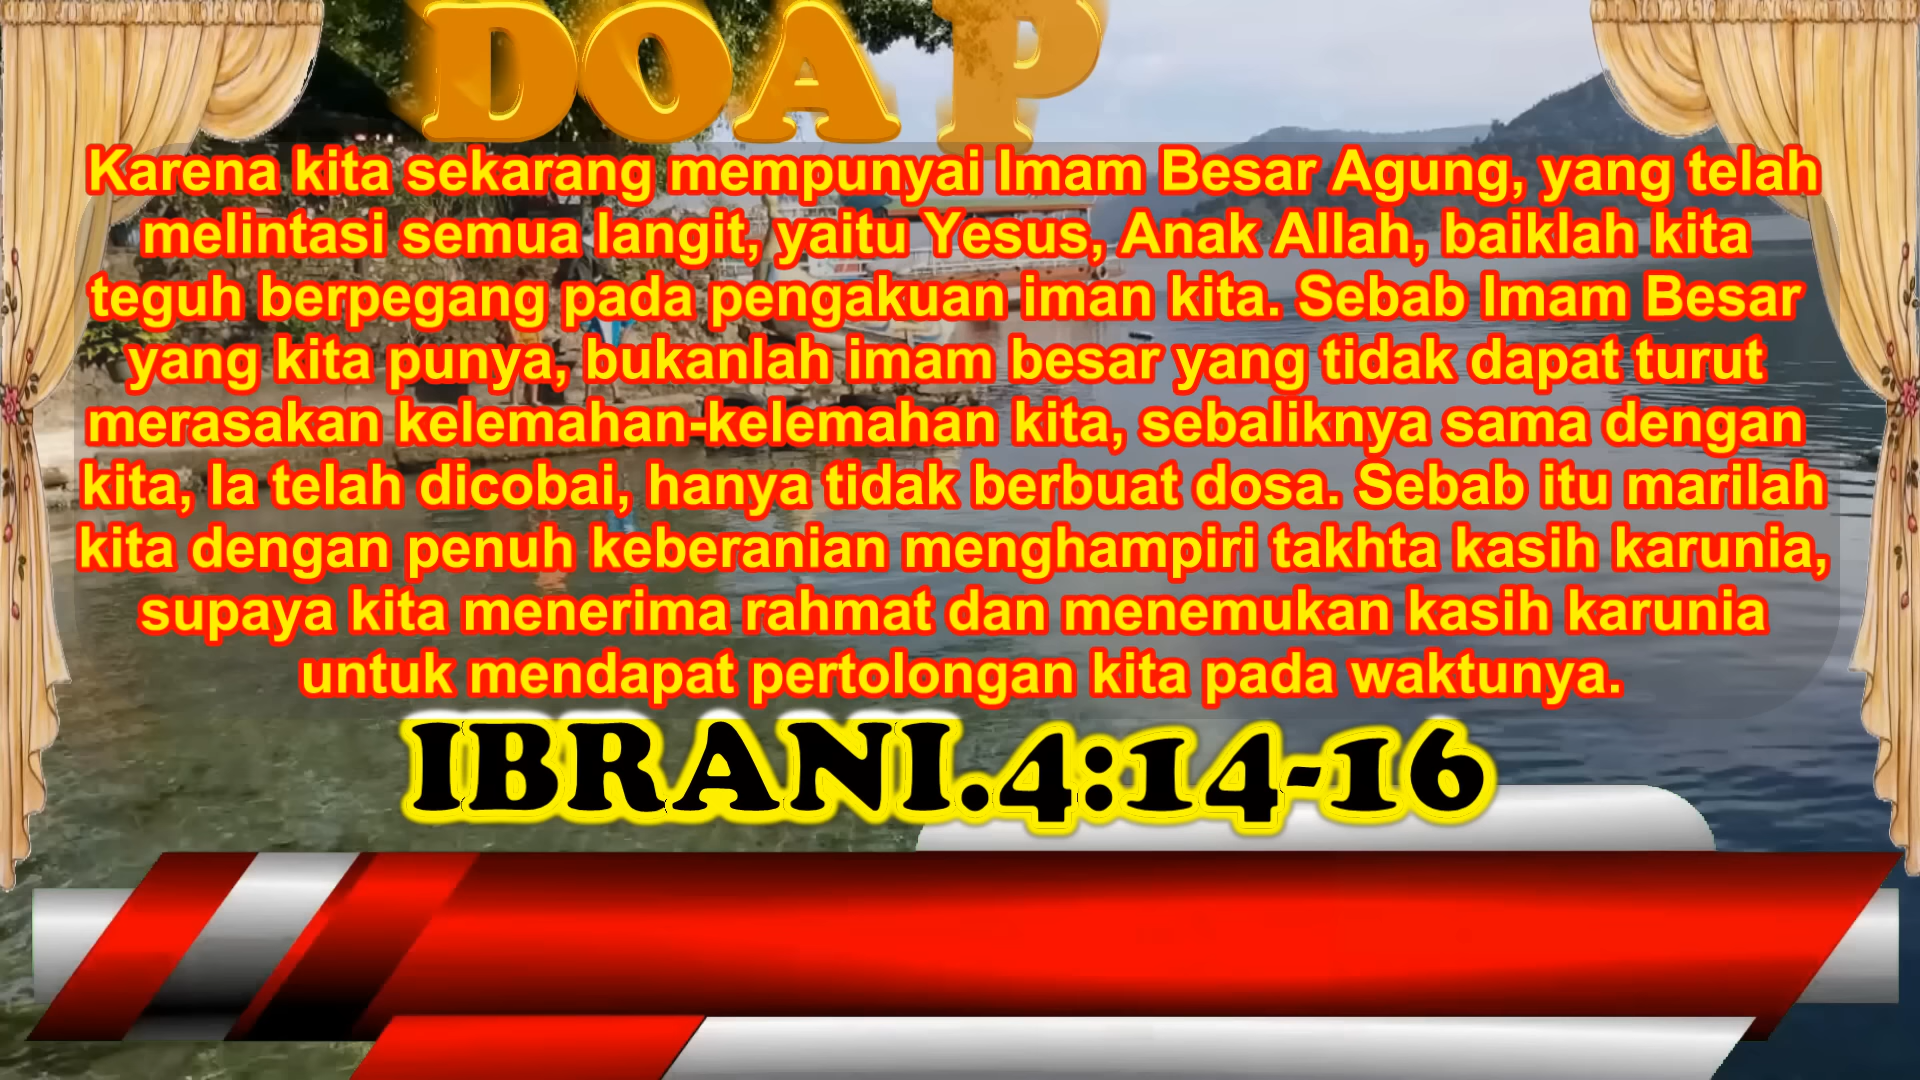 DOA P
Karena kita sekarang mempunyai Imam Besar Agung, yang telah
melintasi semua langit, yaitu Yesus, Anak Allah, baiklah kita
teguh berpegang pada pengakuan iman kita. Sebab Imam Besar
yang kita punya, bukanlah imam besar yang tidak dapat turut
merasakan kelemahan-kelemahan kita, sebaliknya sama dengan
kita, Ia telah dicobai, hanya tidak berbuat dosa. Sebab itu marilah
kita dengan penuh keberanian menghampiri takhta kasih karunia,
supaya kita menerima rahmat dan menemukan kasih karunia
untuk mendapat pertolongan kita pada waktunya.
IBRANI.4:14-16